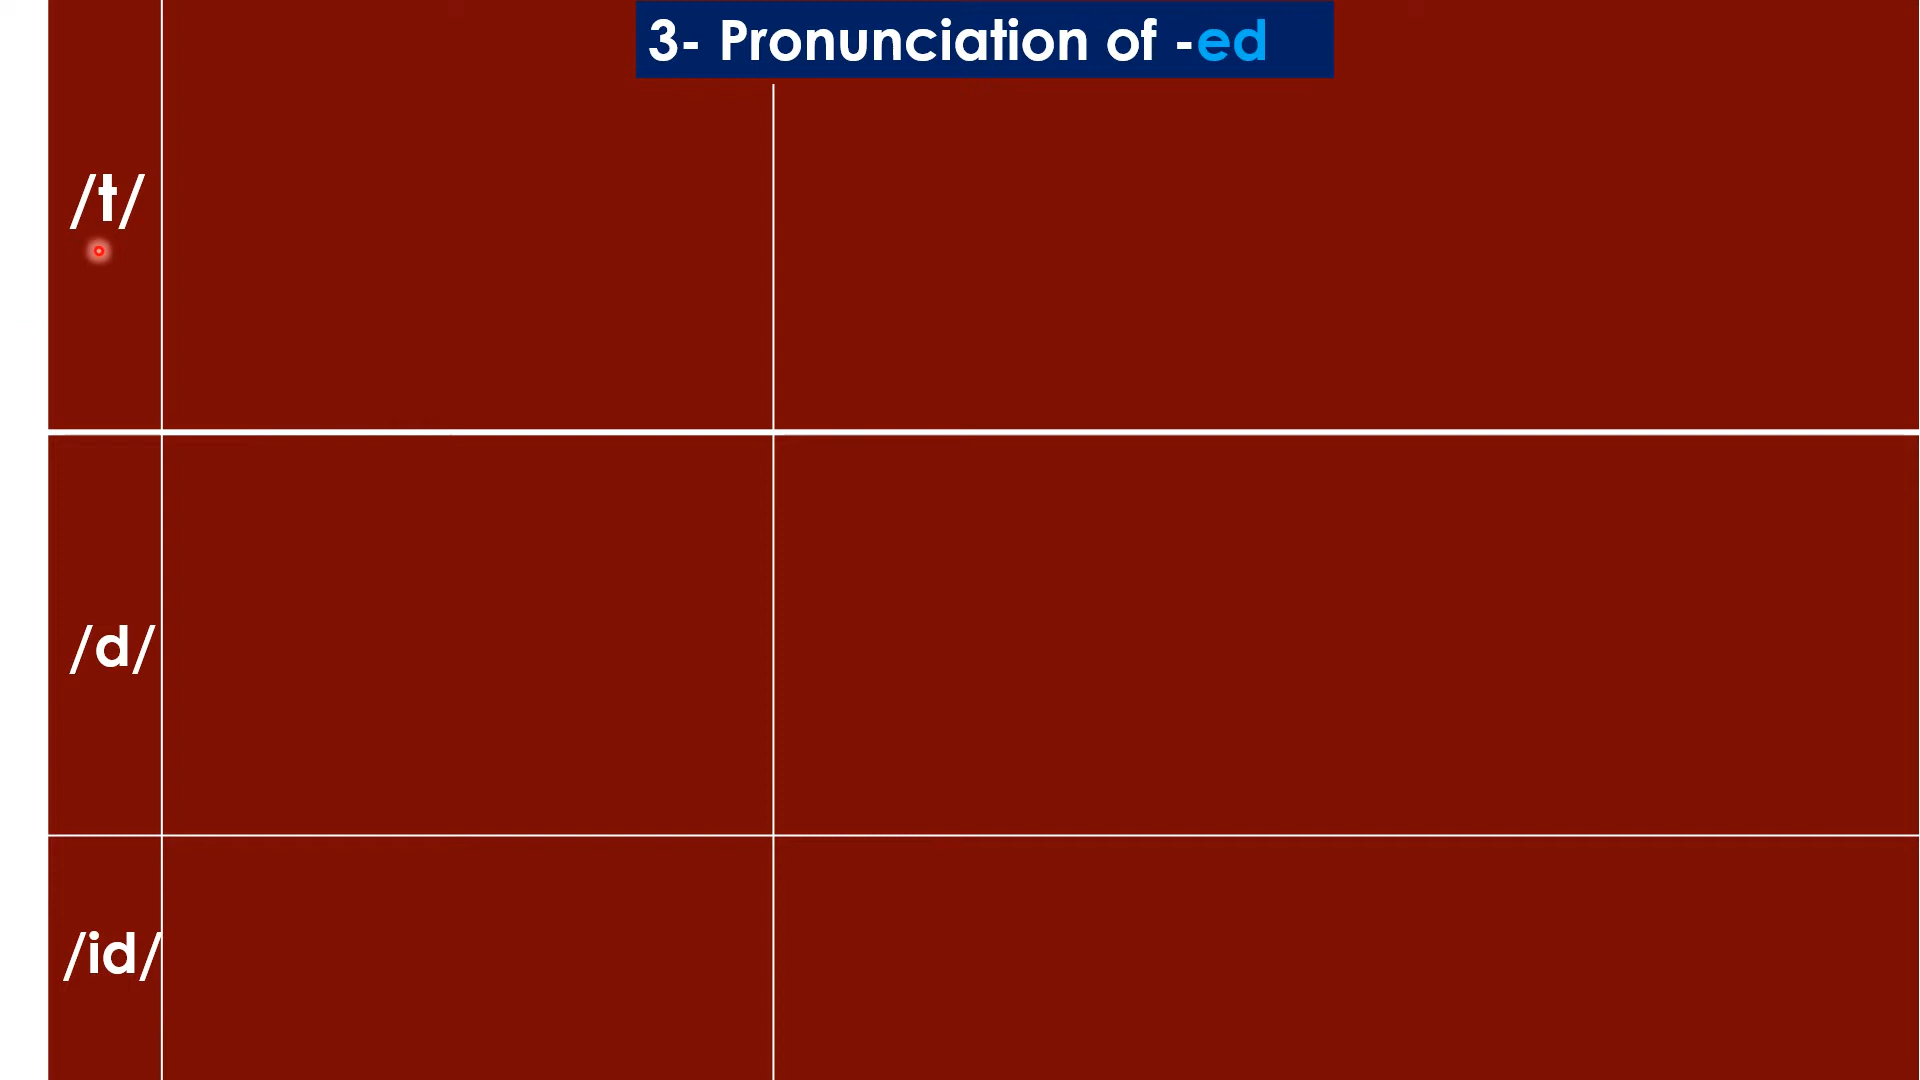 3- Pronunciation of -ed
/t/
/d/
/id/